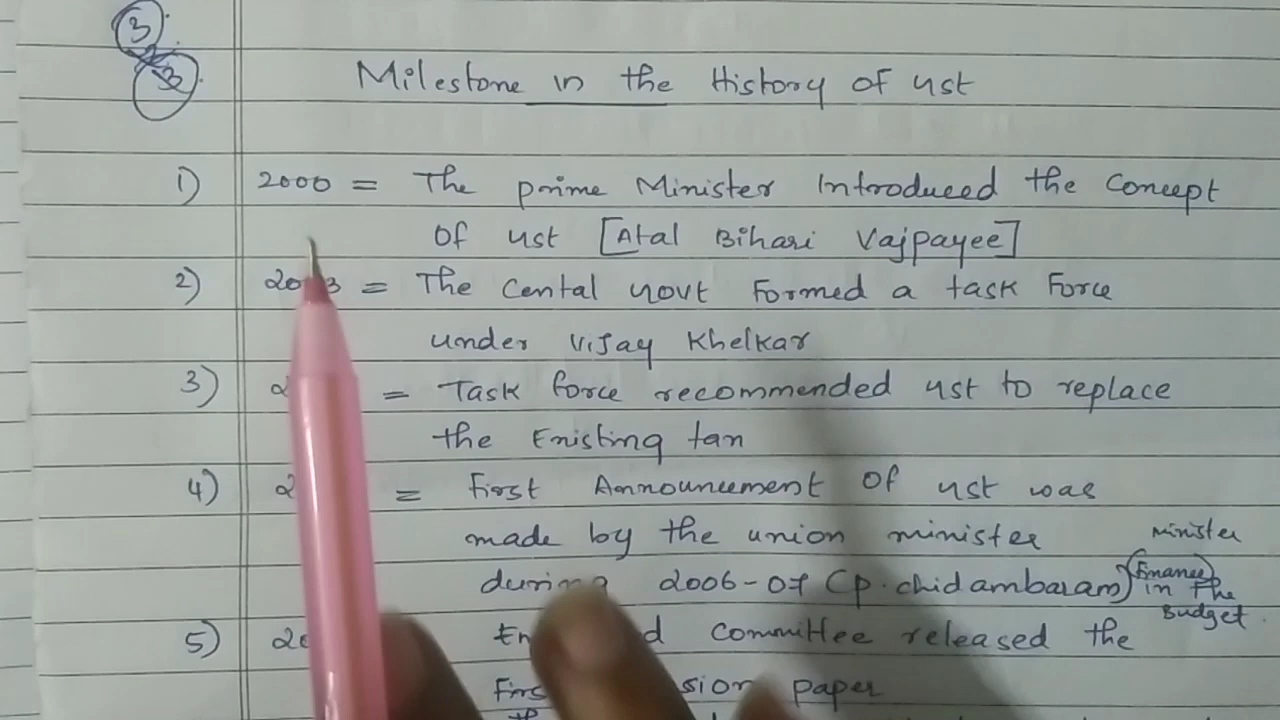 3
3
Milestone in the History of GST
1) 2000 = The prime Minister Introduced the Concept
Of GST [Atal Bihari Vajpayee]
2) = The Cental Govt Formed a task Force
under Vijay Khelkar
3) = Task force recommended GST to replace
the Existing tax
4) = First Announcement Of GST was
made by the union minister
during 2006-07 (p. chidambaram) (Finance) in the
minister
Budget.
5) committee released the
paper